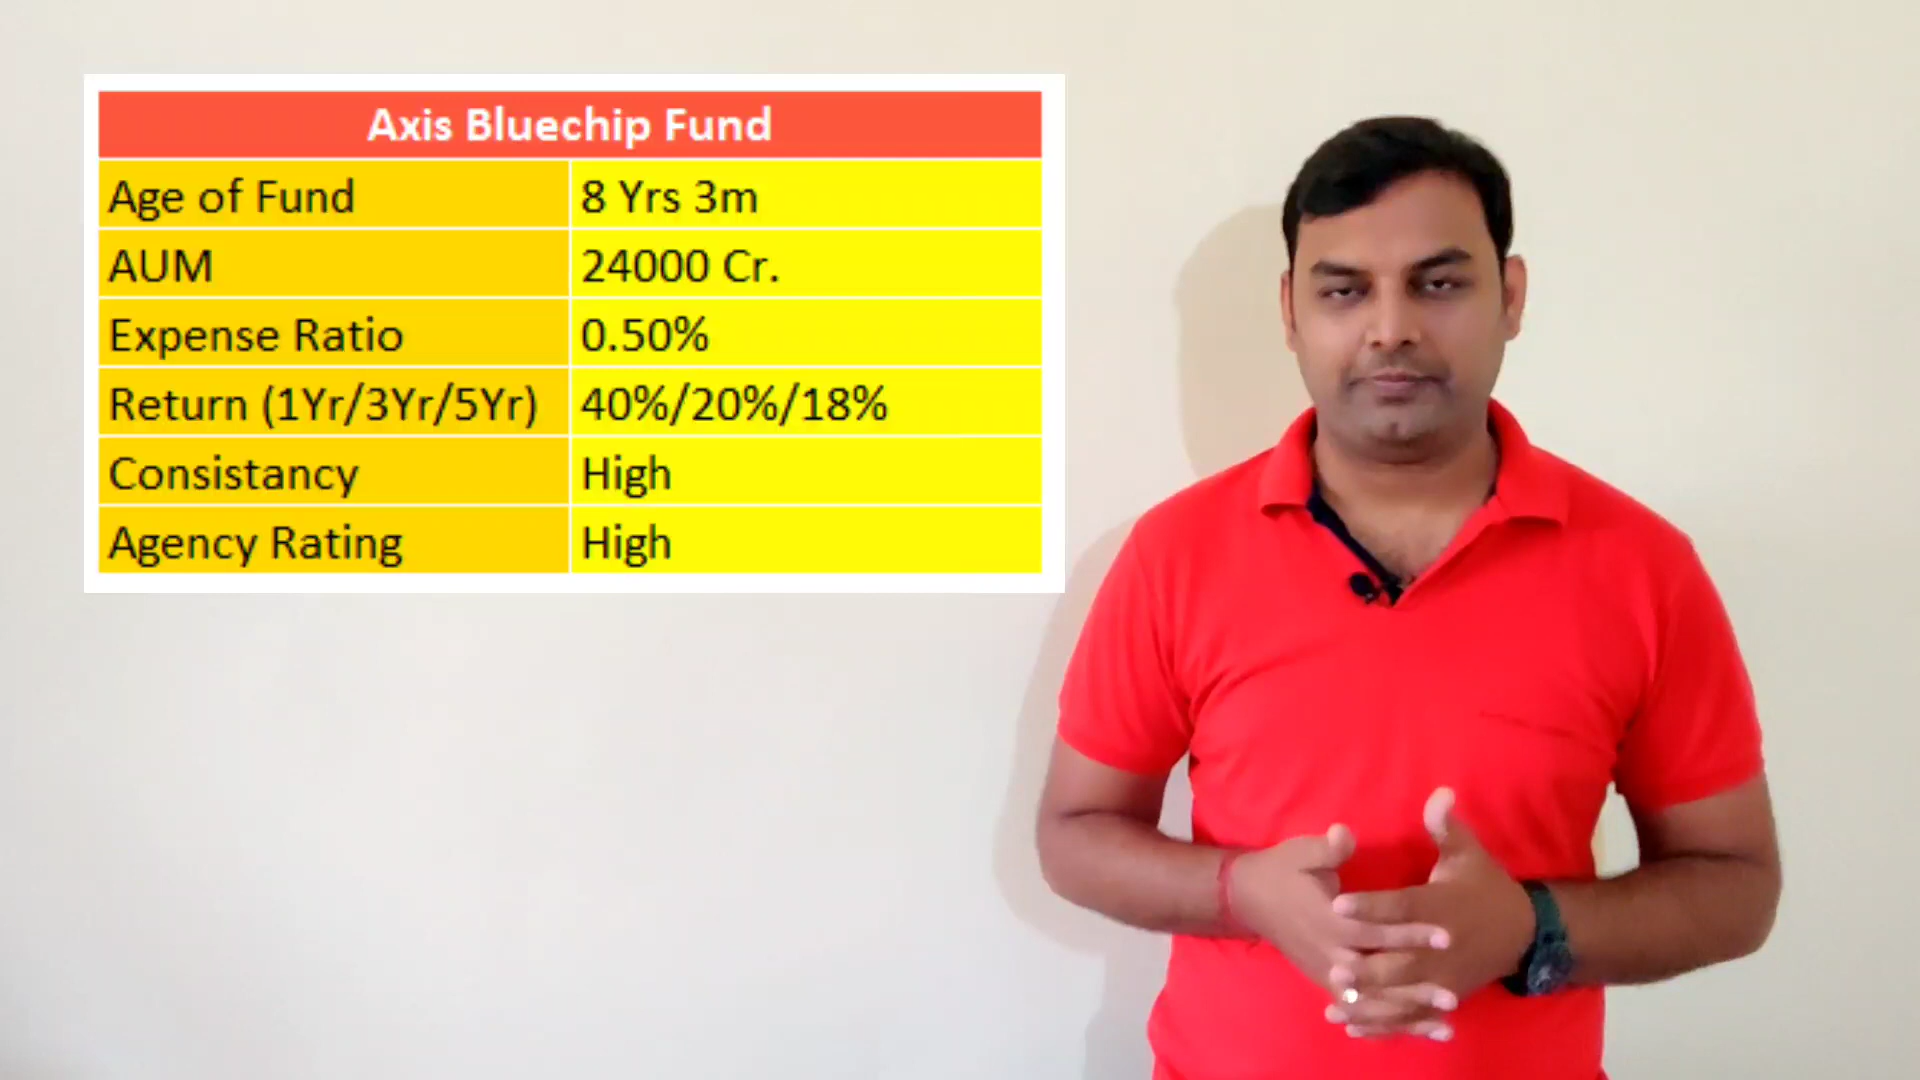 Axis Bluechip Fund
Age of Fund 8 Yrs 3m
AUM 24000 Cr.
Expense Ratio 0.50%
Return (1Yr/3Yr/5Yr) 40%/20%/18%
Consistancy High
Agency Rating High